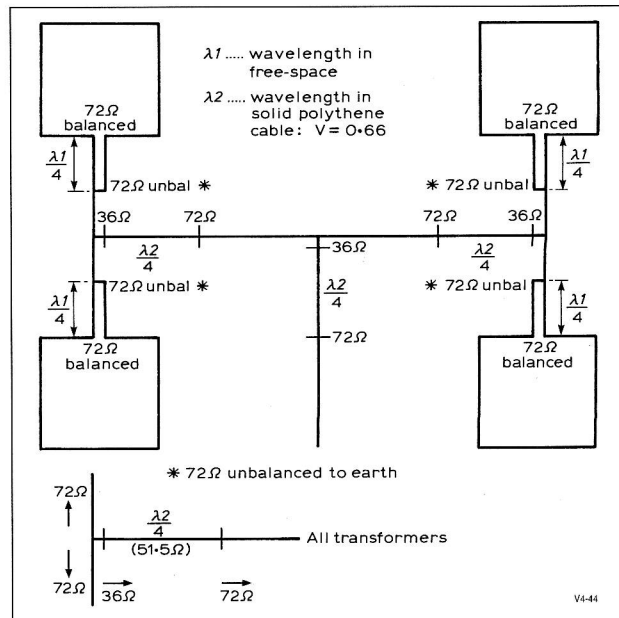 λ1 ..... wavelength in
free-space
λ2 ..... wavelength in
solid polythene
cable: V = 0·66
72Ω
balanced
72Ω
balanced
λ1
4
72Ω unbal *
* 72Ω unbal
λ1
4
36Ω
72Ω
72Ω
36Ω
λ2
4
36Ω
λ2
4
λ1
4
72Ω unbal *
λ2
4
* 72Ω unbal
λ1
4
72Ω
balanced
72Ω
72Ω
balanced
* 72Ω unbalanced to earth
72Ω
λ2
4
(51·5Ω)
All transformers
72Ω
36Ω
72Ω
V4-44